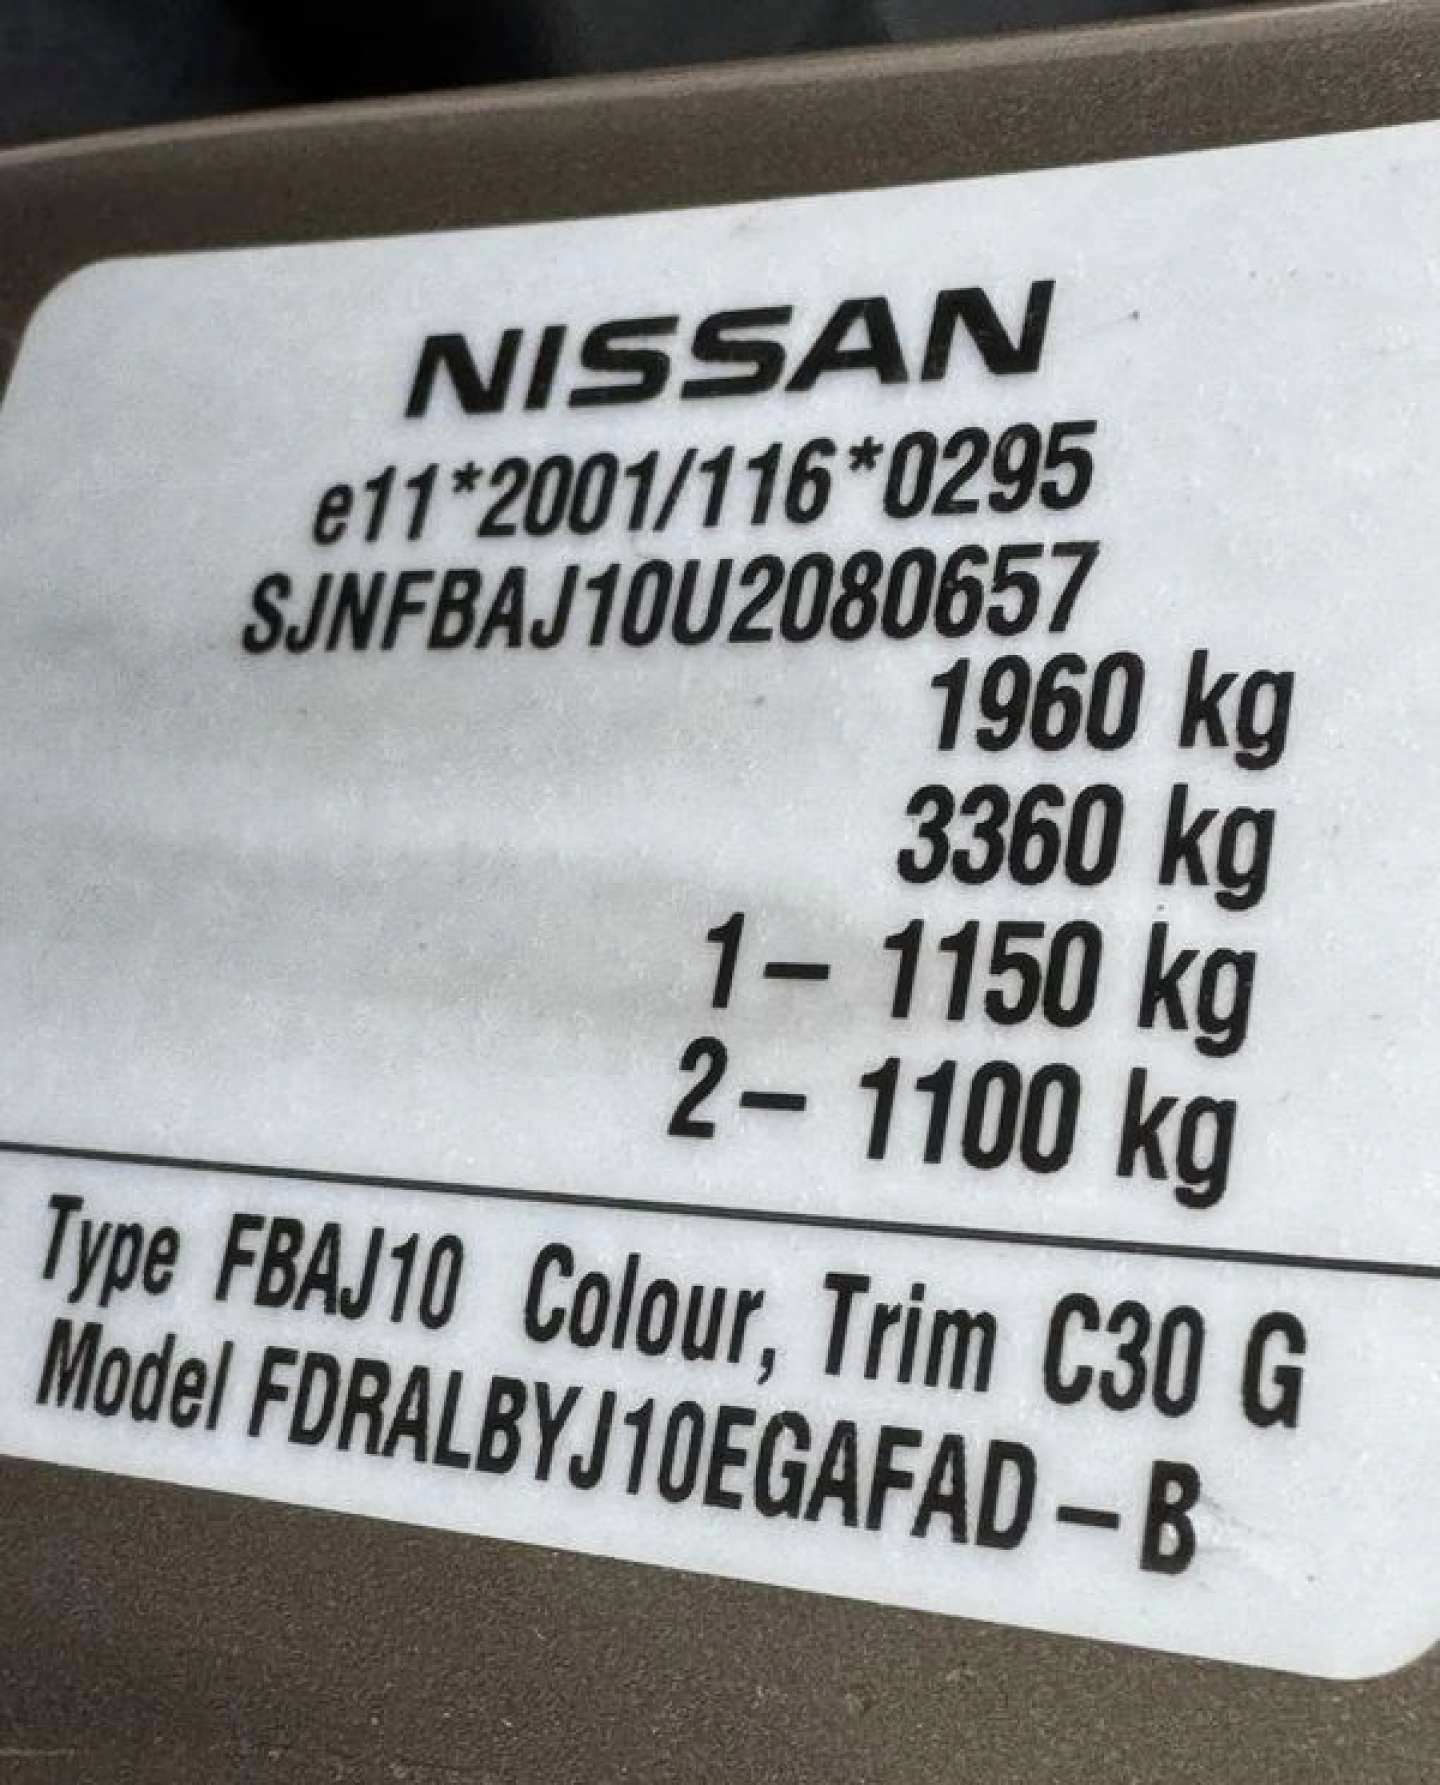 NISSAN
e11*2001/116*0295
SJNFBAJ10U2080657
1960 kg
3360 kg
1– 1150 kg
2– 1100 kg
Type FBAJ10 Colour, Trim C30 G
Model FDRALBYJ10EGAFAD – B